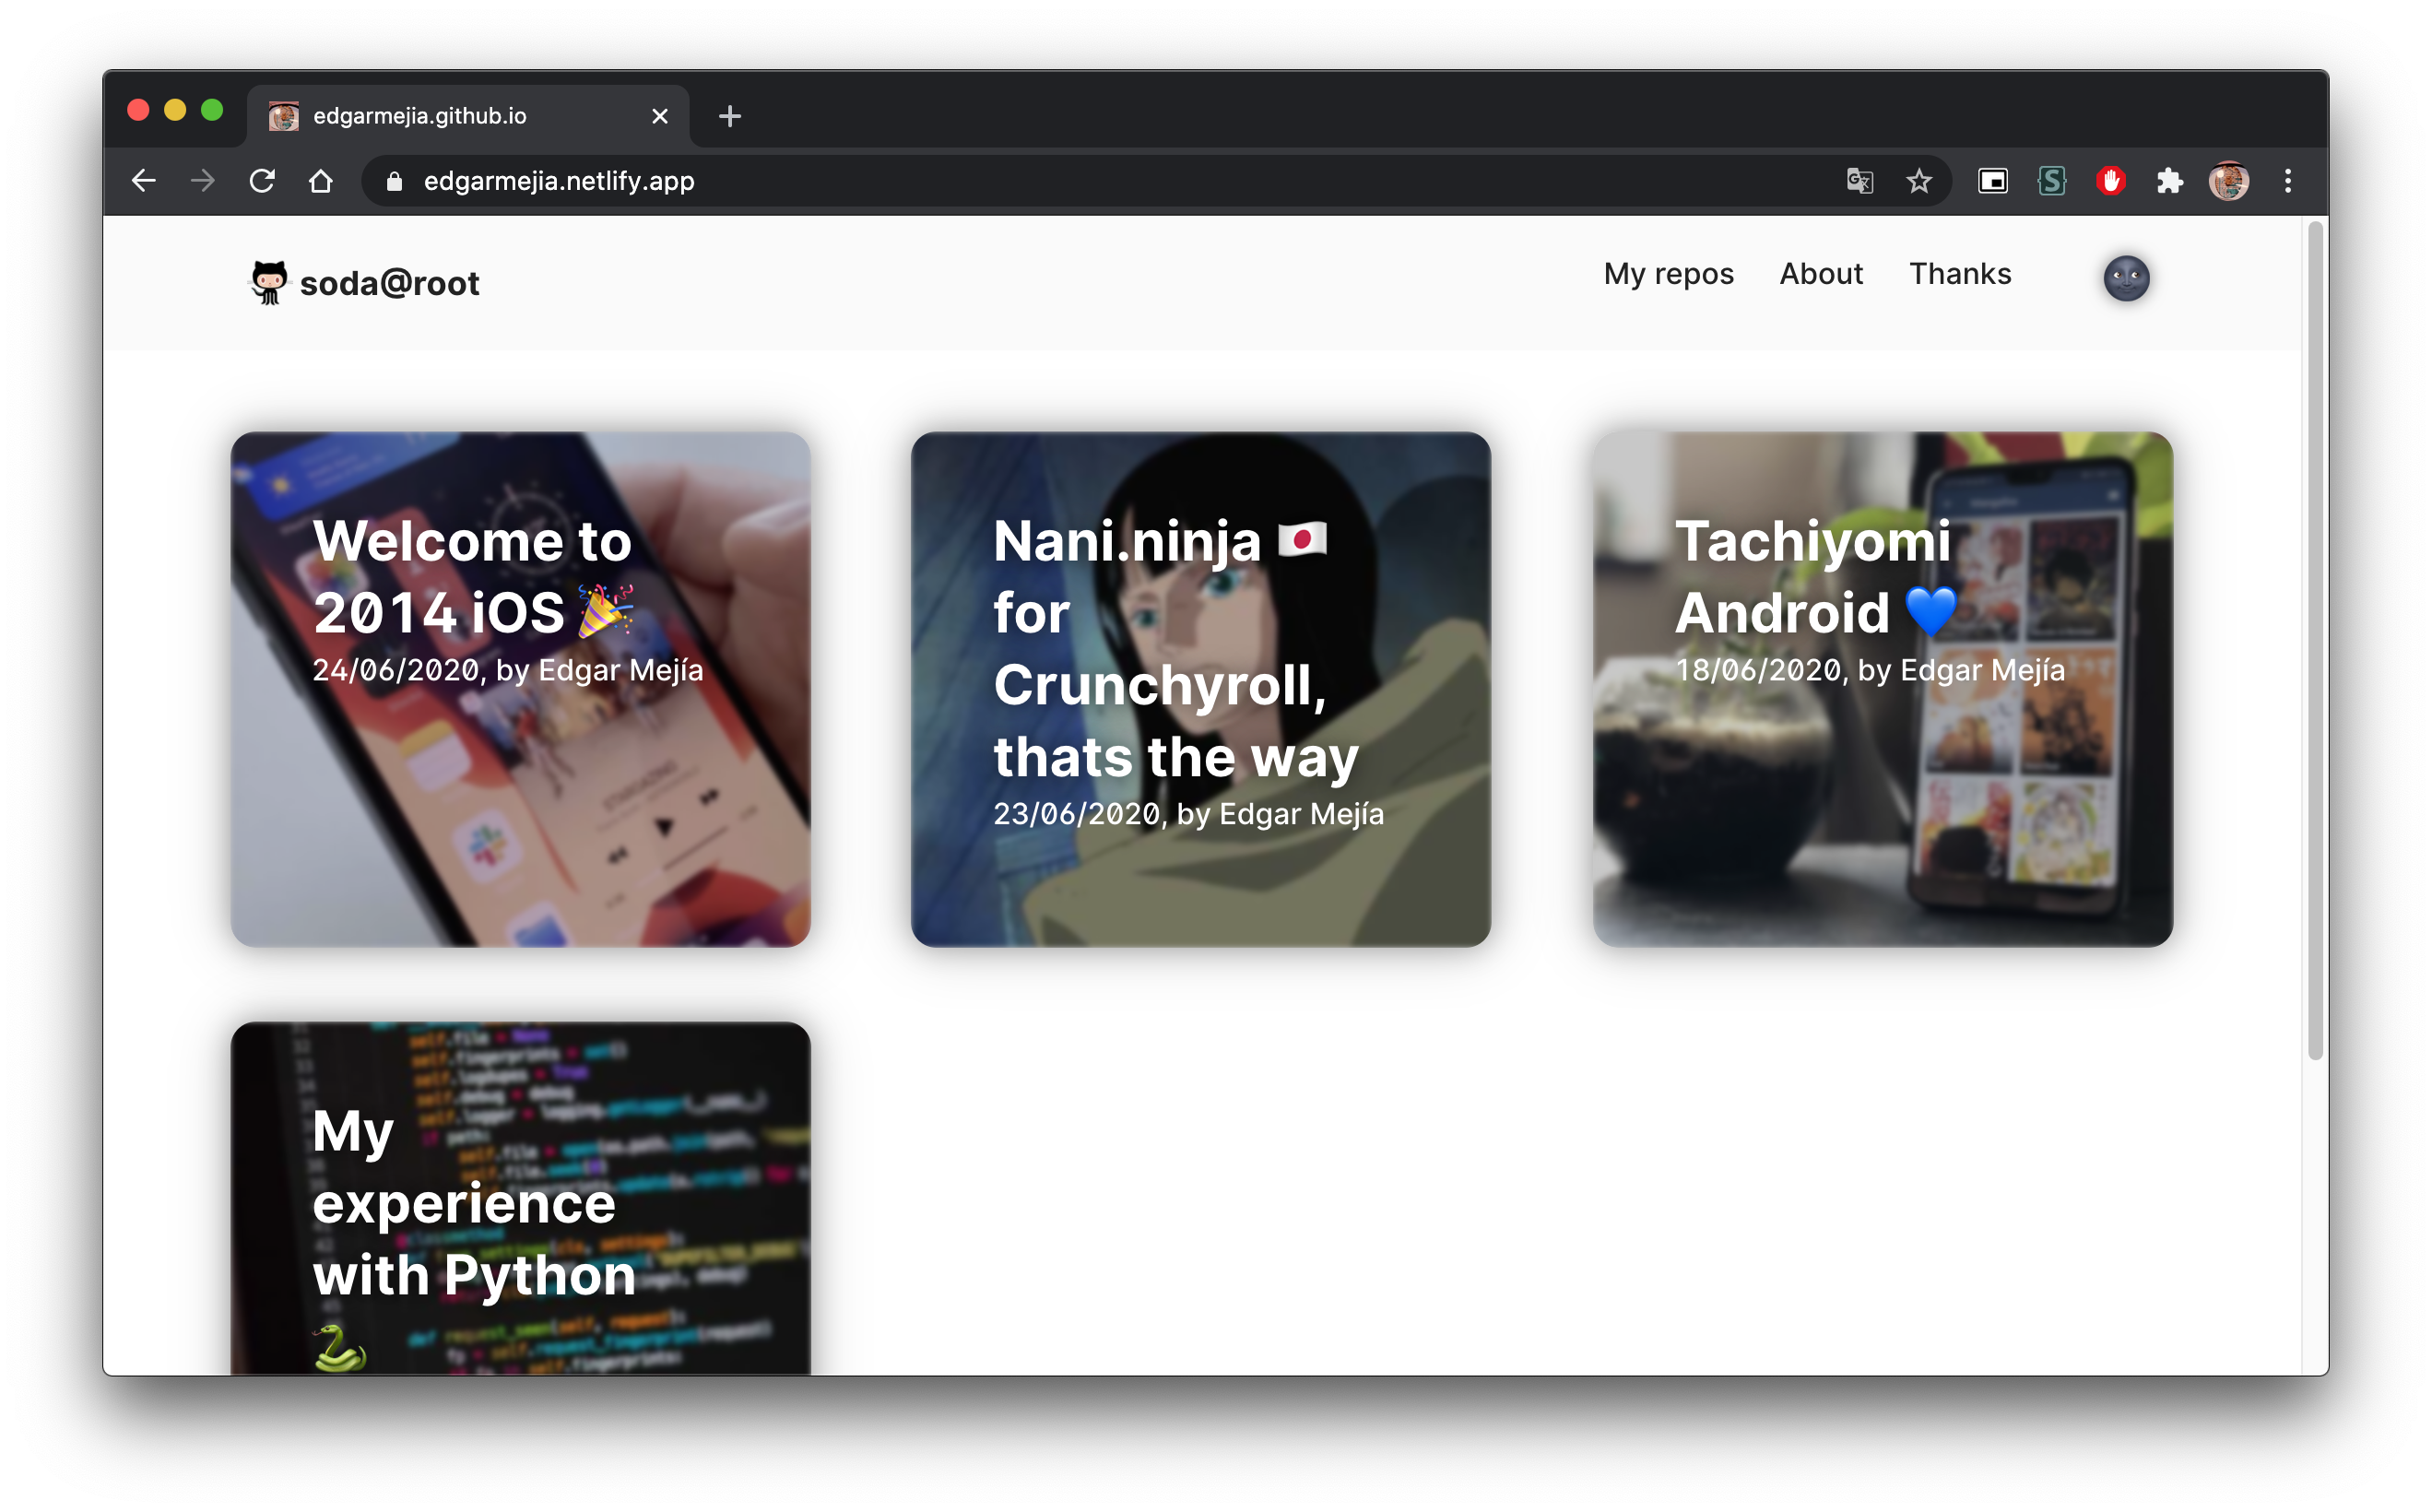 edgarmejia.github.io
edgarmejia.netlify.app
soda@root
My repos About Thanks
Welcome to
2014 iOS 🎉
24/06/2020, by Edgar Mejía
Nani.ninja 🇯🇵
for
Crunchyroll,
thats the way
23/06/2020, by Edgar Mejía
Tachiyomi
Android 💙
18/06/2020, by Edgar Mejía
My
experience
with Python
🐍